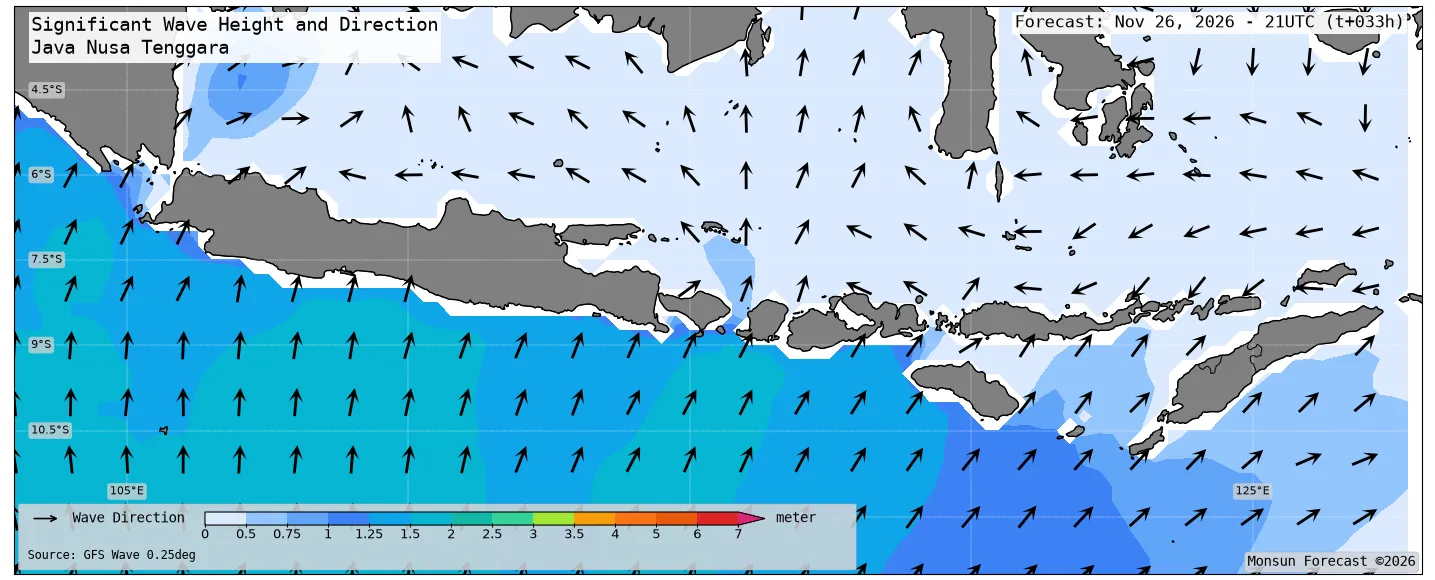 Significant Wave Height and Direction
Java Nusa Tenggara
Forecast: Nov 26, 2026 - 21UTC (t+033h)
4.5°S
6°S
7.5°S
9°S
10.5°S
105°E
125°E
Wave Direction
meter
0 0.5 0.75 1 1.25 1.5 2 2.5 3 3.5 4 5 6 7
Source: GFS Wave 0.25deg
Monsun Forecast ©2026